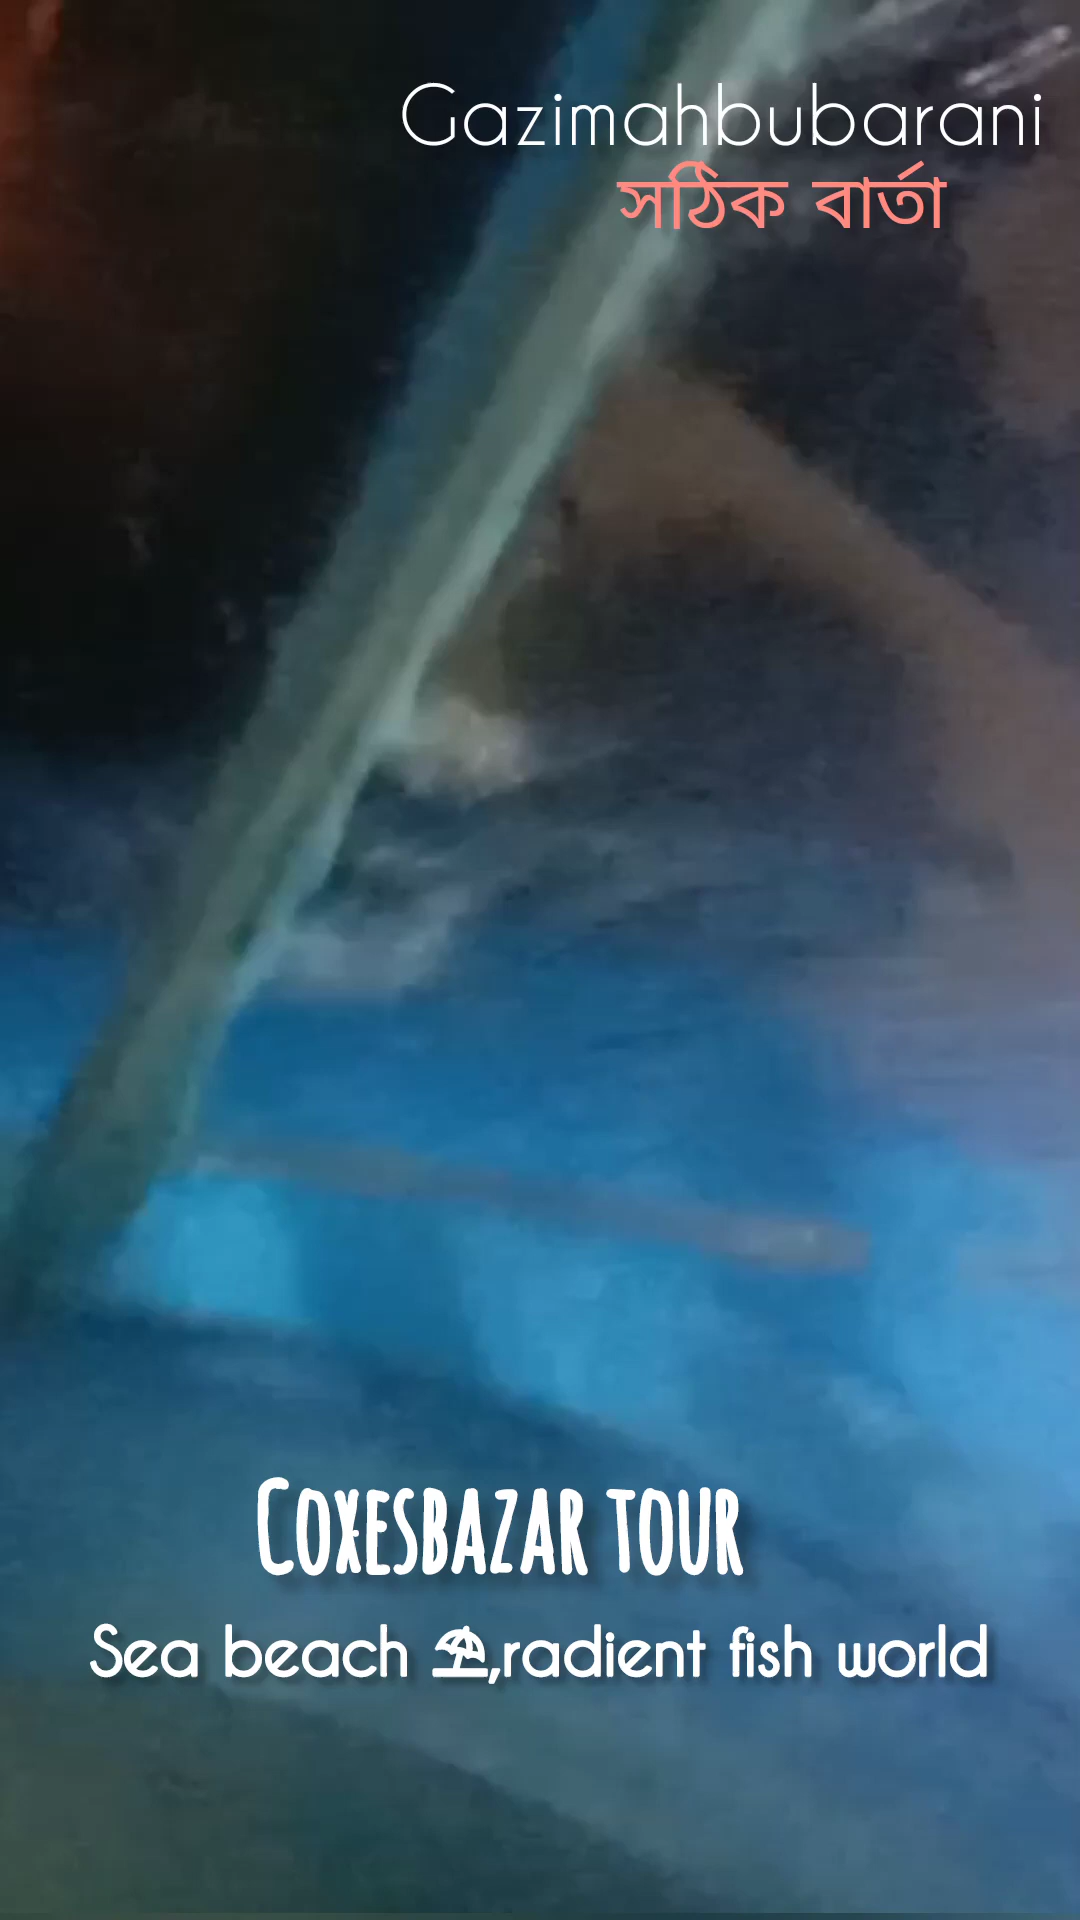 Gazimahbubarani
সঠিক বার্তা
Coxesbazar tour
Sea beach ⛱,radient fish world